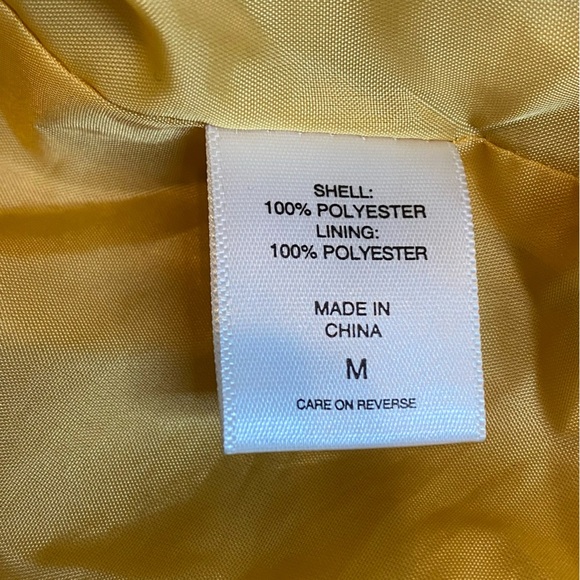 SHELL:
100% POLYESTER
LINING:
100% POLYESTER
MADE IN
CHINA
M
CARE ON REVERSE